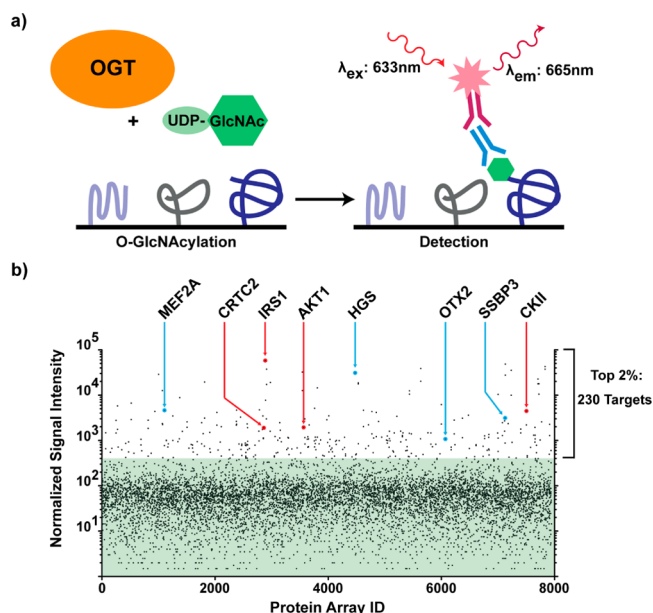 a)
OGT
+
UDP-GlcNAc
O-GlcNAcylation
λex: 633nm
λem: 665nm
Detection
b)
MEF2A
CRTC2
IRS1
AKT1
HGS
OTX2
SSBP3
CKII
Normalized Signal Intensity
10^5
10^4
10^3
10^2
10^1
Top 2%:
230 Targets
0
2000
4000
6000
8000
Protein Array ID